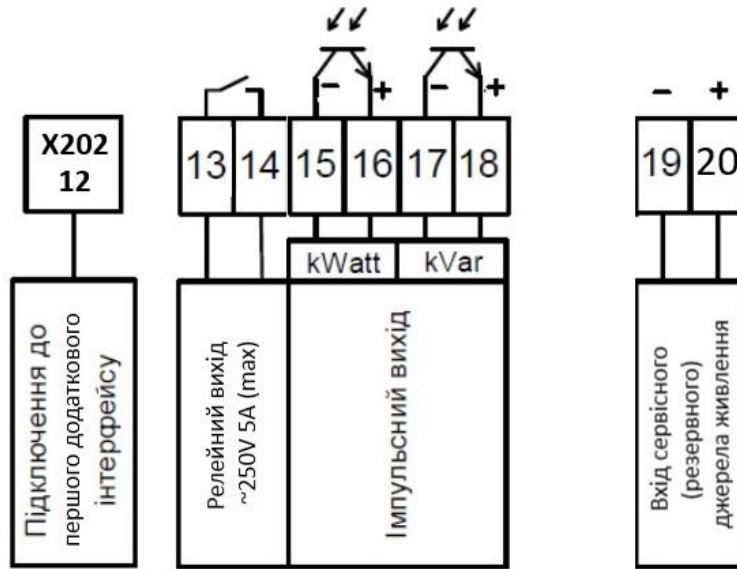 − + − + − +
X202
12
13 14 15 16 17 18 19 20
kWatt kVar
Підключення до
першого додаткового
інтерфейсу
Релейний вихід
~250V 5A (max)
Імпульсний вихід
Вхід сервісного
(резервного)
джерела живлення